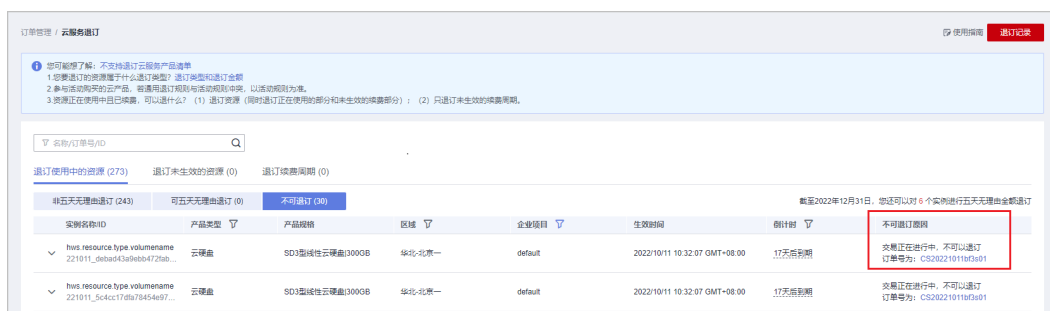 订单管理 / 云服务退订
使用指南
退订记录
您可能想了解：不支持退订云服务产品清单
1.您要退订的资源属于什么退订类型？退订类型和退订金额
2.参与活动购买的云产品，若通用退订规则与活动规则冲突，以活动规则为准。
3.资源正在使用中且已续费，可以退什么？（1）退订资源（同时退订正在使用的部分和未生效的续费部分）；（2）只退订未生效的续费周期。
名称/订单号/ID
退订使用中的资源 (273) 退订未生效的资源 (0) 退订续费周期 (0)
非五天无理由退订 (243) 可五天无理由退订 (0) 不可退订 (30)
截至2022年12月31日，您还可以对 6 个实例进行五天无理由全额退订
实例名称/ID 产品类型 产品规格 区域 企业项目 生效时间 倒计时 不可退订原因
hws.resource.type.volumename
221011_debad43a9ebb472fab...
云硬盘 SD3型线性云硬盘|300GB 华北-北京一 default 2022/10/11 10:32:07 GMT+08:00 17天后到期
交易正在进行中，不可以退订
订单号为：CS20221011bf3s01
hws.resource.type.volumename
221011_5c4cc17dfa78454e97...
云硬盘 SD3型线性云硬盘|300GB 华北-北京一 default 2022/10/11 10:32:07 GMT+08:00 17天后到期
交易正在进行中，不可以退订
订单号为：CS20221011bf3s01